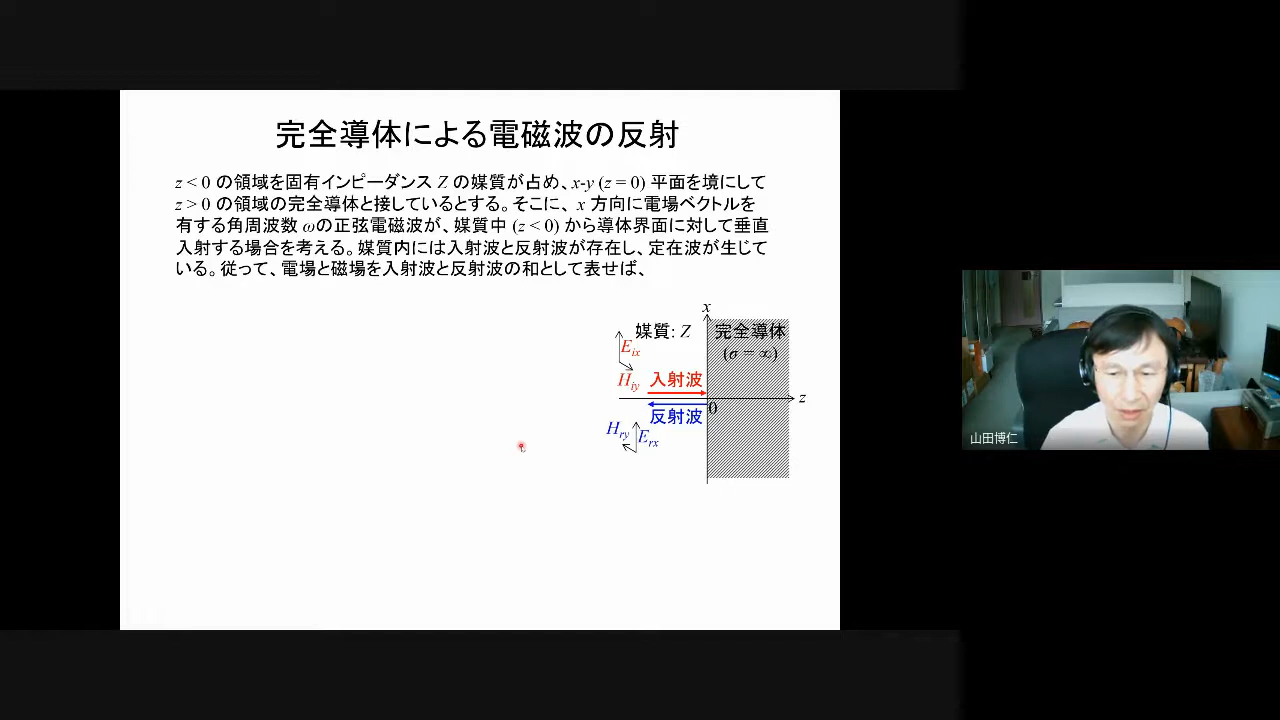 完全導体による電磁波の反射
z < 0 の領域を固有インピーダンス Z の媒質が占め、x-y (z = 0) 平面を境にして
z > 0 の領域の完全導体と接しているとする。そこに、 x 方向に電場ベクトルを
有する角周波数 ωの正弦電磁波が、媒質中 (z < 0) から導体界面に対して垂直
入射する場合を考える。媒質内には入射波と反射波が存在し、定在波が生じて
いる。従って、電場と磁場を入射波と反射波の和として表せば、
x
媒質: Z
完全導体
(σ = ∞)
Eix
Hiy
入射波
0
z
反射波
Hry
Erx
山田博仁